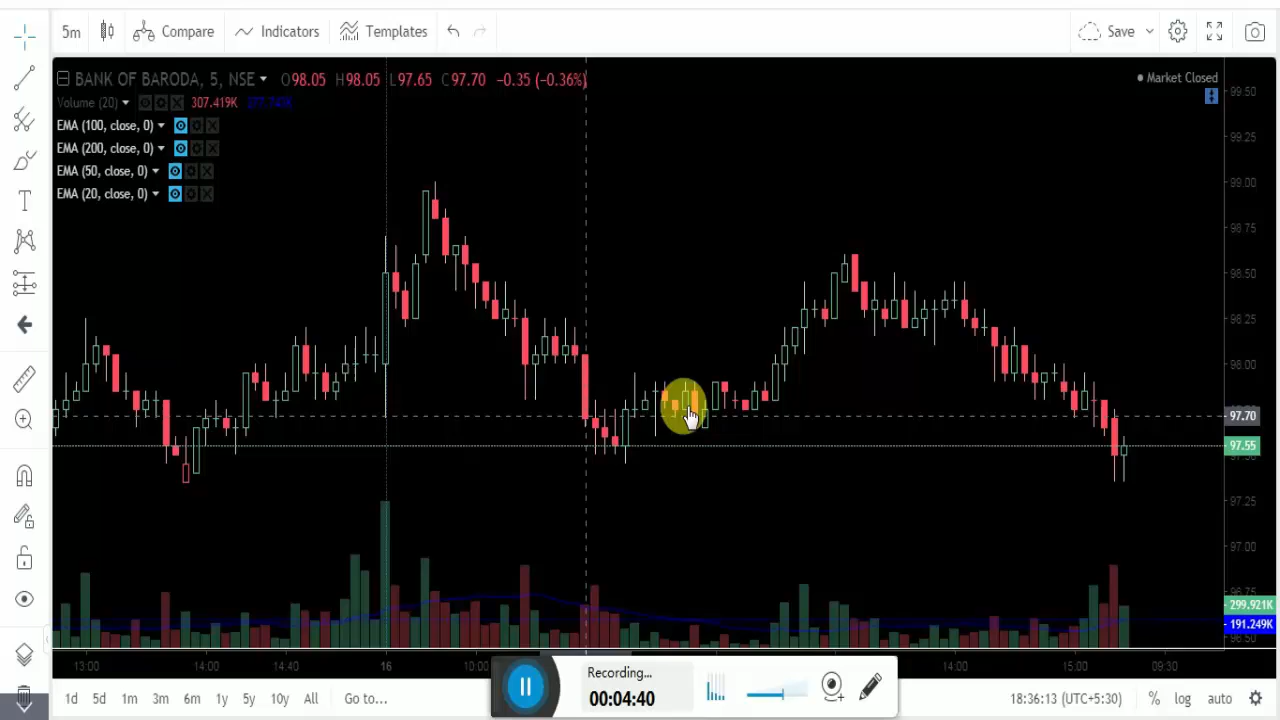 5m Compare Indicators Templates Save
BANK OF BARODA, 5, NSE O98.05 H98.05 L97.65 C97.70 −0.35 (−0.36%)
Market Closed
Volume (20) 307.419K
EMA (100, close, 0)
EMA (200, close, 0)
EMA (50, close, 0)
EMA (20, close, 0)
99.50
99.25
99.00
98.75
98.50
98.25
98.00
97.70
97.55
97.25
97.00
299.921K
191.249K
96.50
13:00 14:00 14:40 16 10:00 14:00 15:00 09:30
Recording...
00:04:40
1d 5d 1m 3m 6m 1y 5y 10y All Go to... 18:36:13 (UTC+5:30) % log auto